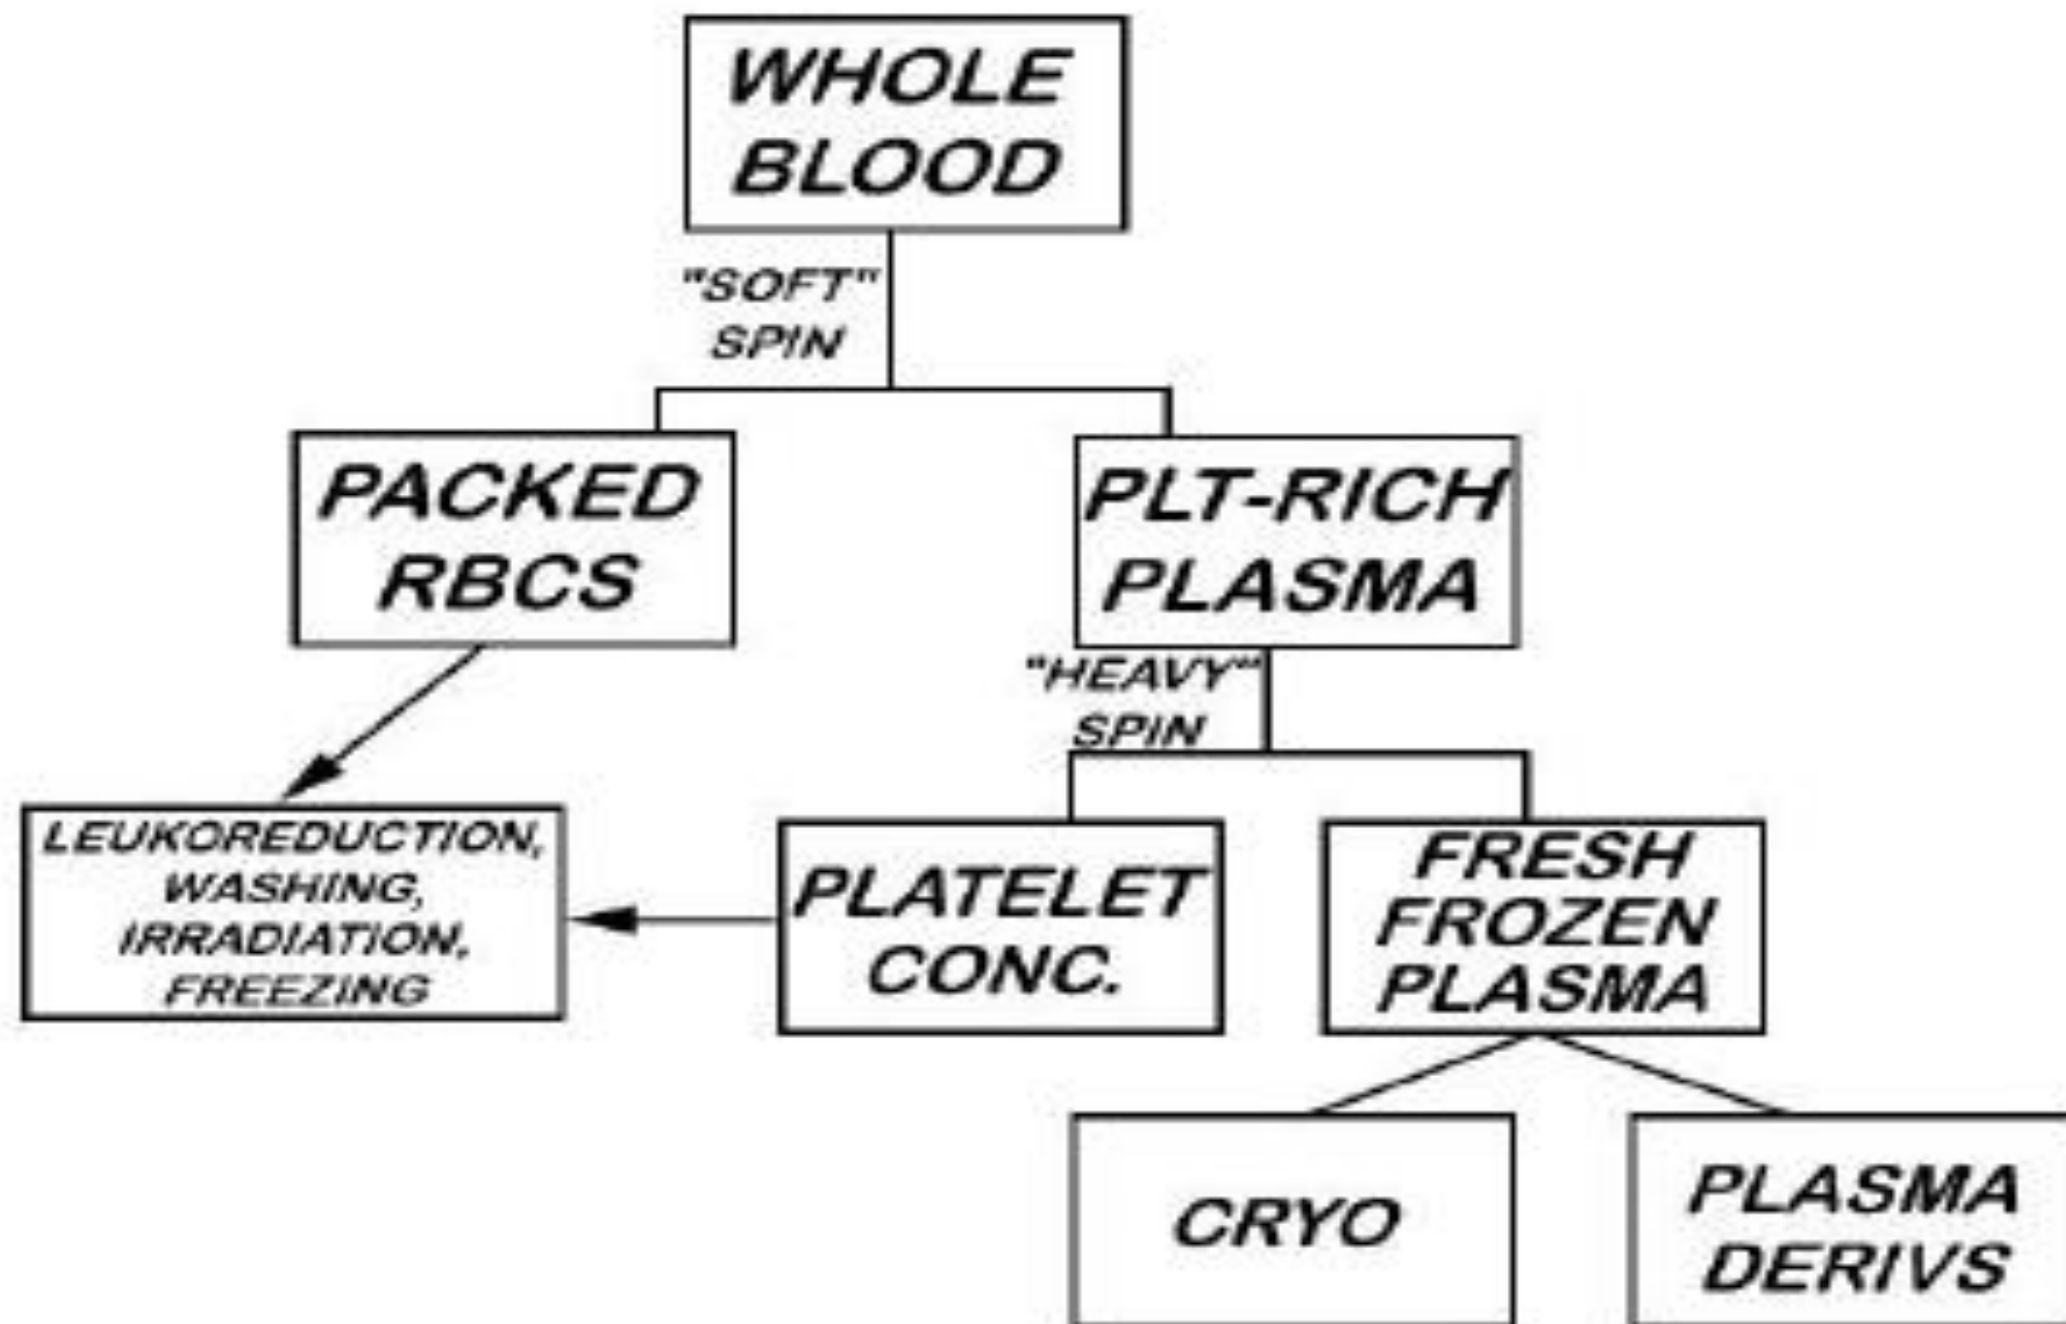 WHOLE
BLOOD
"SOFT"
SPIN
PACKED
RBCS
PLT-RICH
PLASMA
"HEAVY"
SPIN
LEUKOREDUCTION,
WASHING,
IRRADIATION,
FREEZING
PLATELET
CONC.
FRESH
FROZEN
PLASMA
CRYO
PLASMA
DERIVS